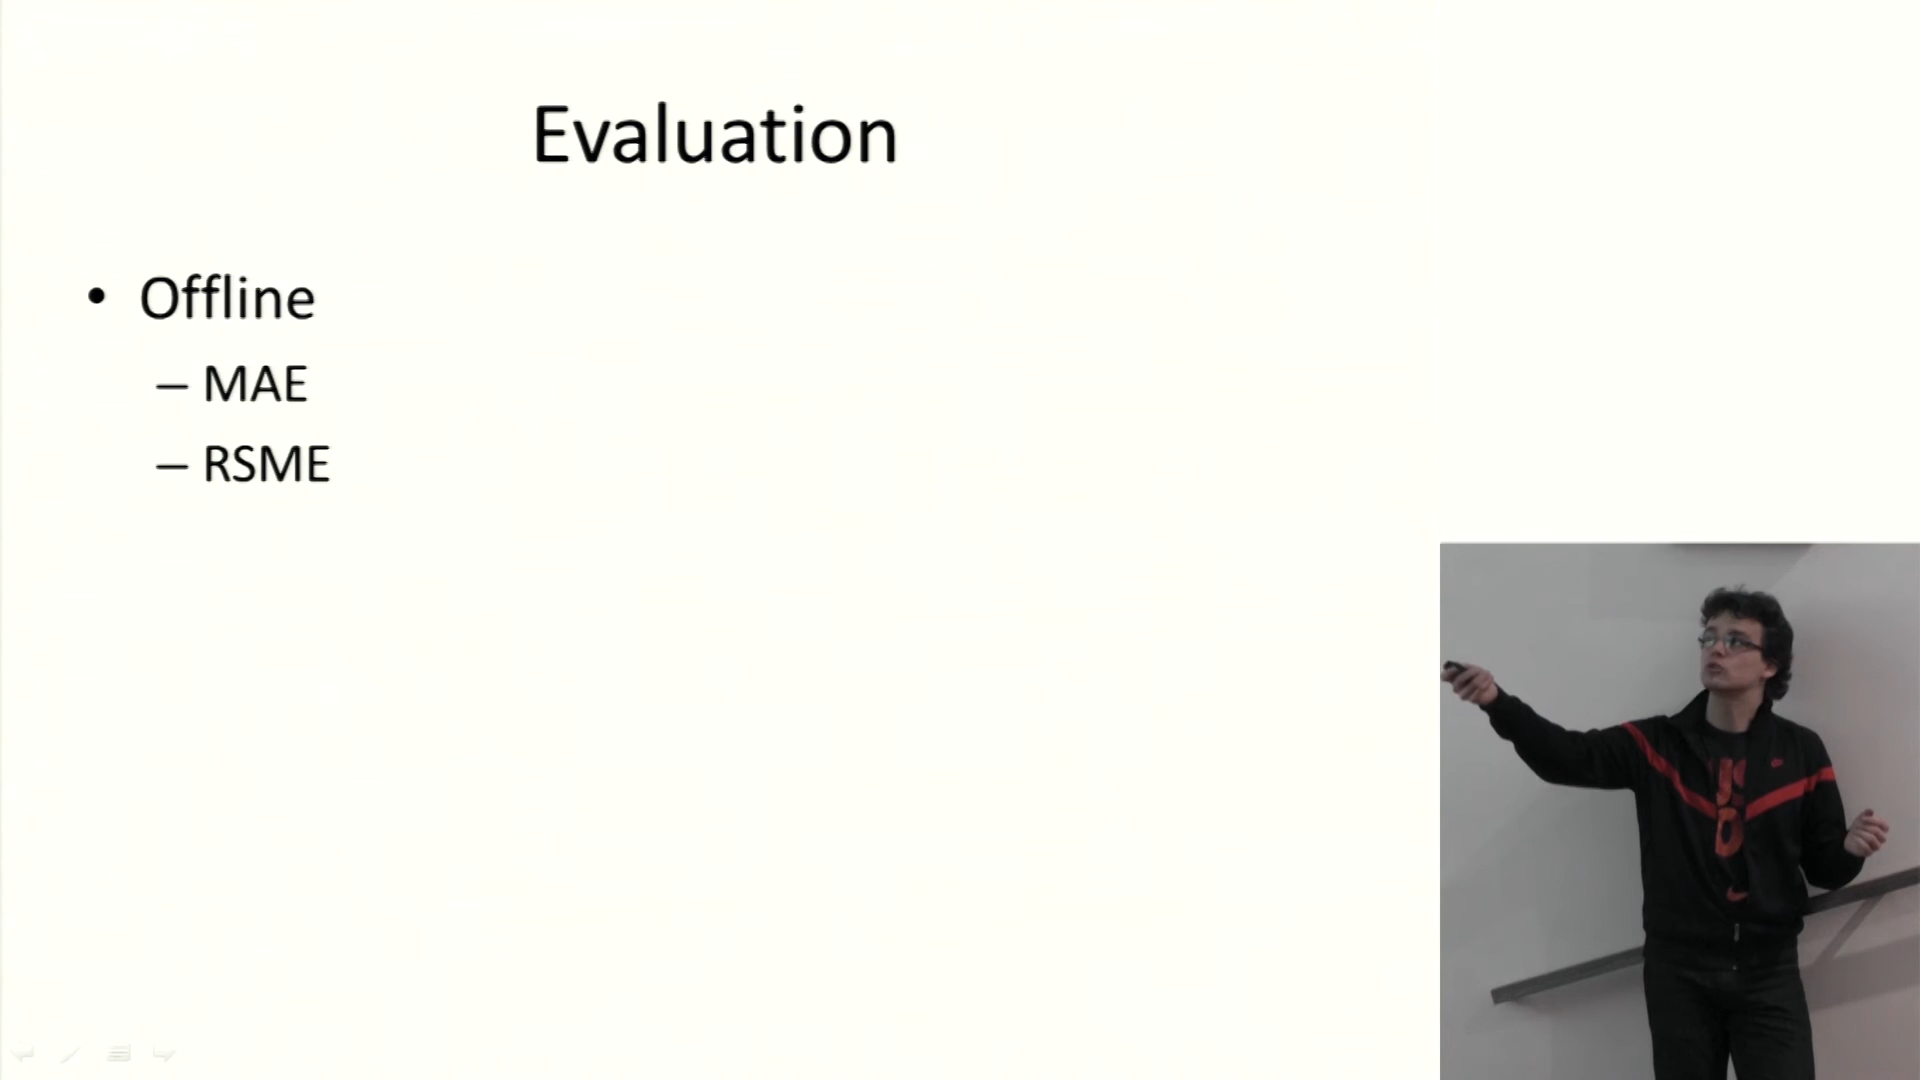 Evaluation
• Offline
– MAE
– RSME